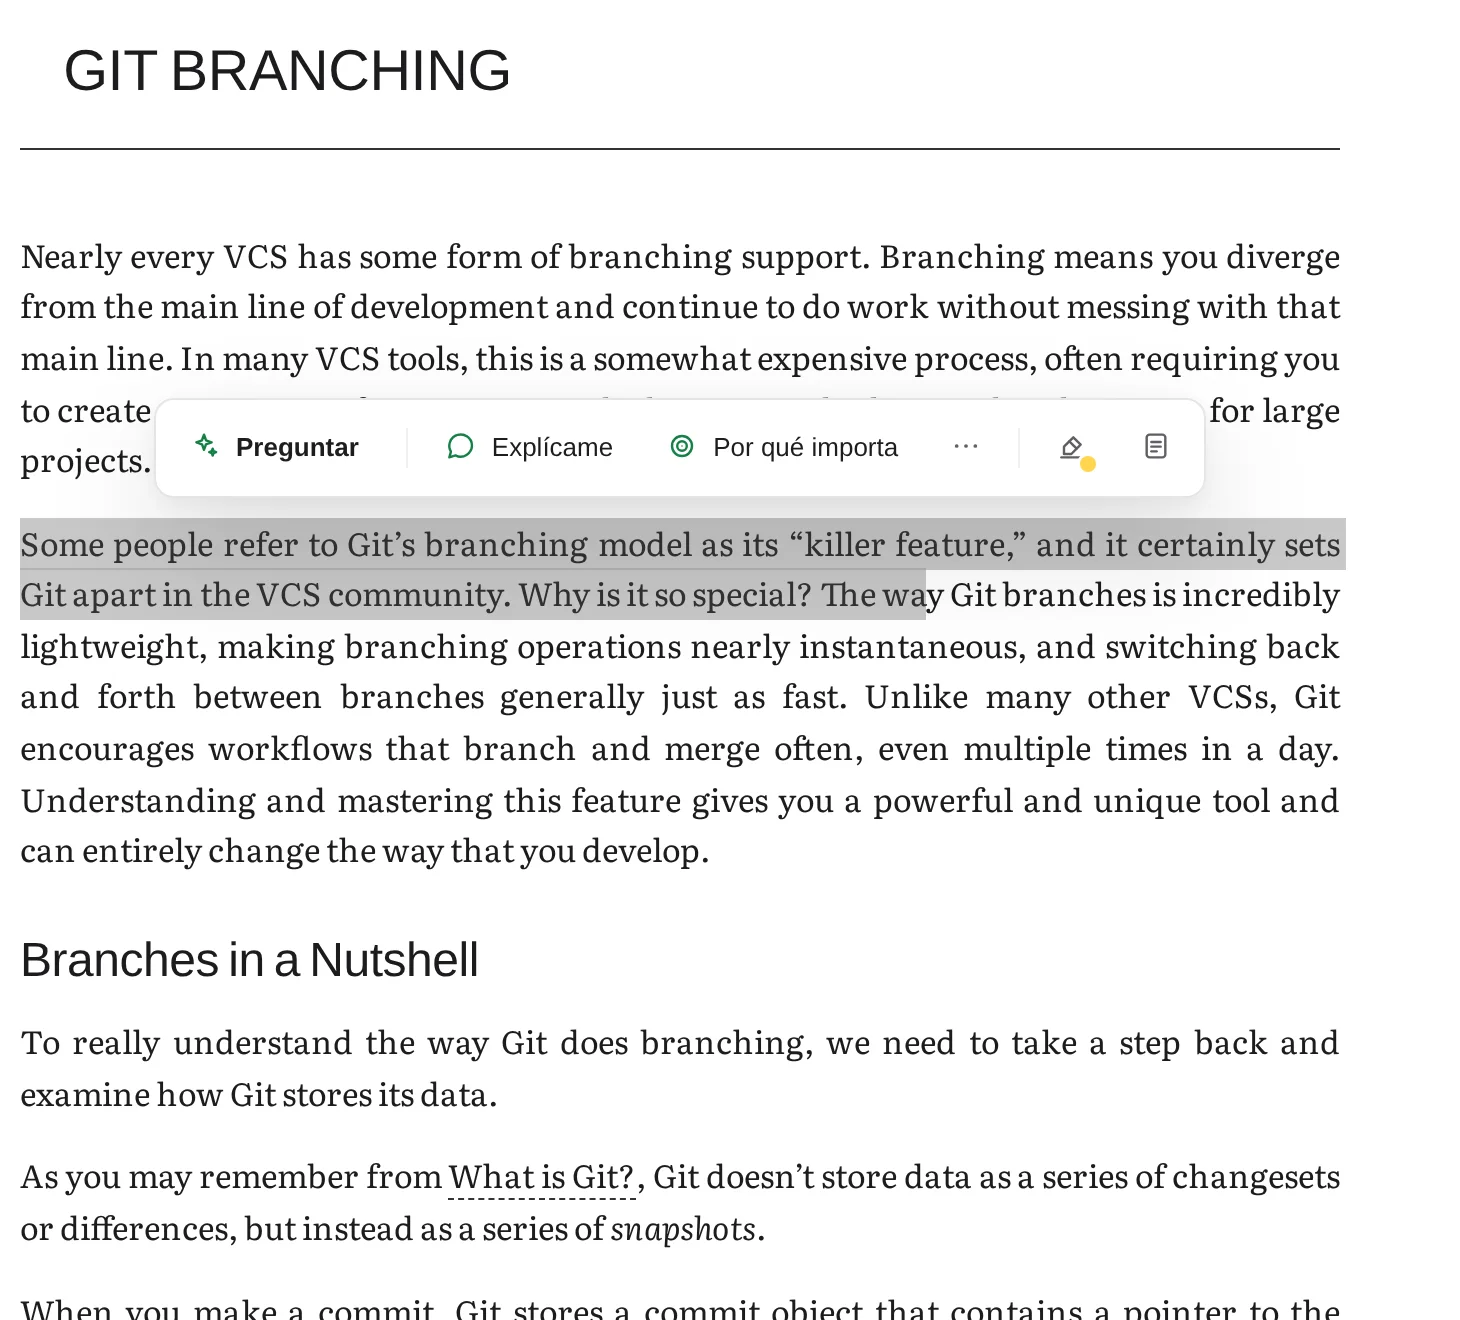 GIT BRANCHING
Nearly every VCS has some form of branching support. Branching means you diverge
from the main line of development and continue to do work without messing with that
main line. In many VCS tools, this is a somewhat expensive process, often requiring you
to create for large
Preguntar Explícame Por qué importa ...
projects.
Some people refer to Git’s branching model as its “killer feature,” and it certainly sets
Git apart in the VCS community. Why is it so special? The way Git branches is incredibly
lightweight, making branching operations nearly instantaneous, and switching back
and forth between branches generally just as fast. Unlike many other VCSs, Git
encourages workflows that branch and merge often, even multiple times in a day.
Understanding and mastering this feature gives you a powerful and unique tool and
can entirely change the way that you develop.
Branches in a Nutshell
To really understand the way Git does branching, we need to take a step back and
examine how Git stores its data.
As you may remember from What is Git?, Git doesn’t store data as a series of changesets
or differences, but instead as a series of snapshots.
When you make a commit, Git stores a commit object that contains a pointer to the